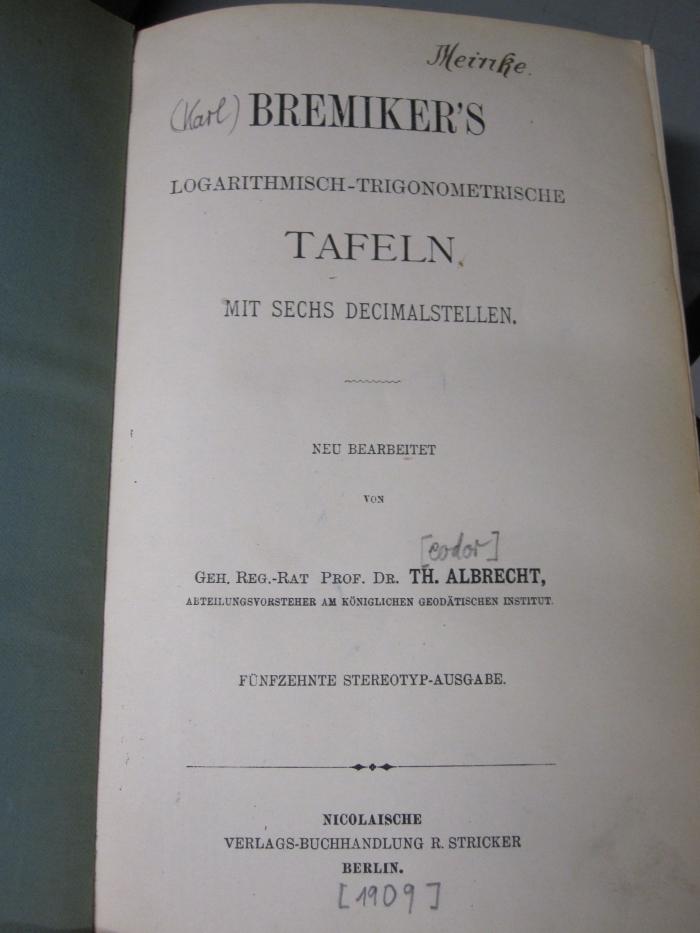 Meinke.
(Karl) BREMIKER'S
LOGARITHMISCH-TRIGONOMETRISCHE
TAFELN.
MIT SECHS DECIMALSTELLEN.
NEU BEARBEITET
VON
[eodor]
GEH. REG.-RAT PROF. DR. TH. ALBRECHT,
ABTEILUNGSVORSTEHER AM KÖNIGLICHEN GEODÄTISCHEN INSTITUT.
FÜNFZEHNTE STEREOTYP-AUSGABE.
NICOLAISCHE
VERLAGS-BUCHHANDLUNG R. STRICKER
BERLIN.
[1909]